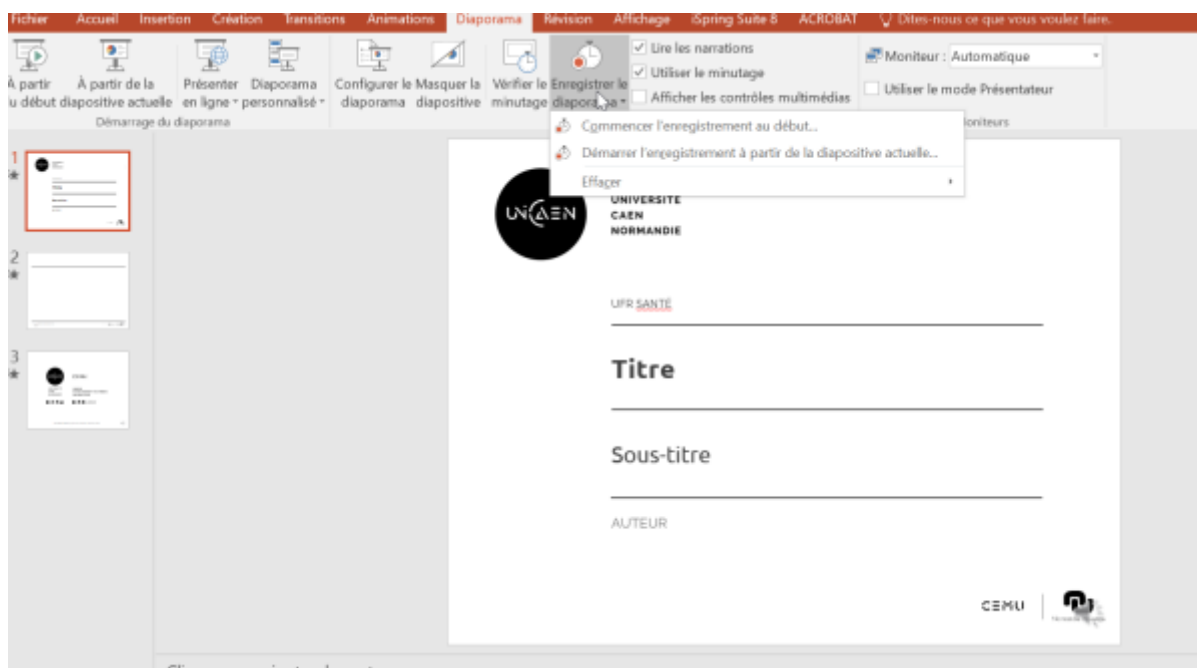 Fichier Accueil Insertion Création Transitions Animations Diaporama Révision Affichage iSpring Suite 8 ACROBAT Dites-nous ce que vous voulez faire.
À partir du début
À partir de la diapositive actuelle
Présenter en ligne
Diaporama personnalisé
Configurer le diaporama
Masquer la diapositive
Vérifier le minutage
Enregistrer le diaporama
Lire les narrations
Utiliser le minutage
Afficher les contrôles multimédias
Moniteur : Automatique
Utiliser le mode Présentateur
Démarrage du diaporama
Moniteurs
Commencer l'enregistrement au début...
Démarrer l'enregistrement à partir de la diapositive actuelle...
Effacer
1
2
3
UNICAEN
UNIVERSITÉ
CAEN
NORMANDIE
UFR SANTÉ
Titre
Sous-titre
AUTEUR
CEMU